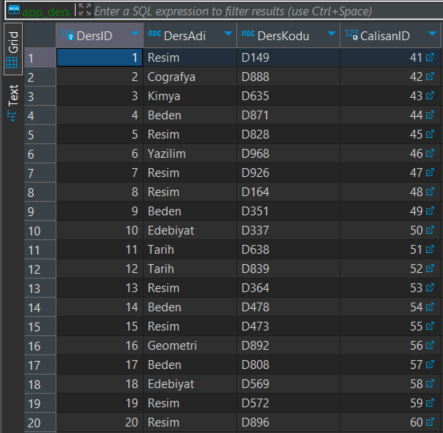 app_ders Enter a SQL expression to filter results (use Ctrl+Space)
Grid
Text
123 DersID ABC DersAdi ABC DersKodu 123 CalisanID
1 1 Resim D149 41
2 2 Cografya D888 42
3 3 Kimya D635 43
4 4 Beden D871 44
5 5 Resim D828 45
6 6 Yazilim D968 46
7 7 Resim D926 47
8 8 Resim D164 48
9 9 Beden D351 49
10 10 Edebiyat D337 50
11 11 Tarih D638 51
12 12 Tarih D839 52
13 13 Resim D364 53
14 14 Beden D478 54
15 15 Resim D473 55
16 16 Geometri D892 56
17 17 Beden D808 57
18 18 Edebiyat D569 58
19 19 Resim D572 59
20 20 Resim D896 60